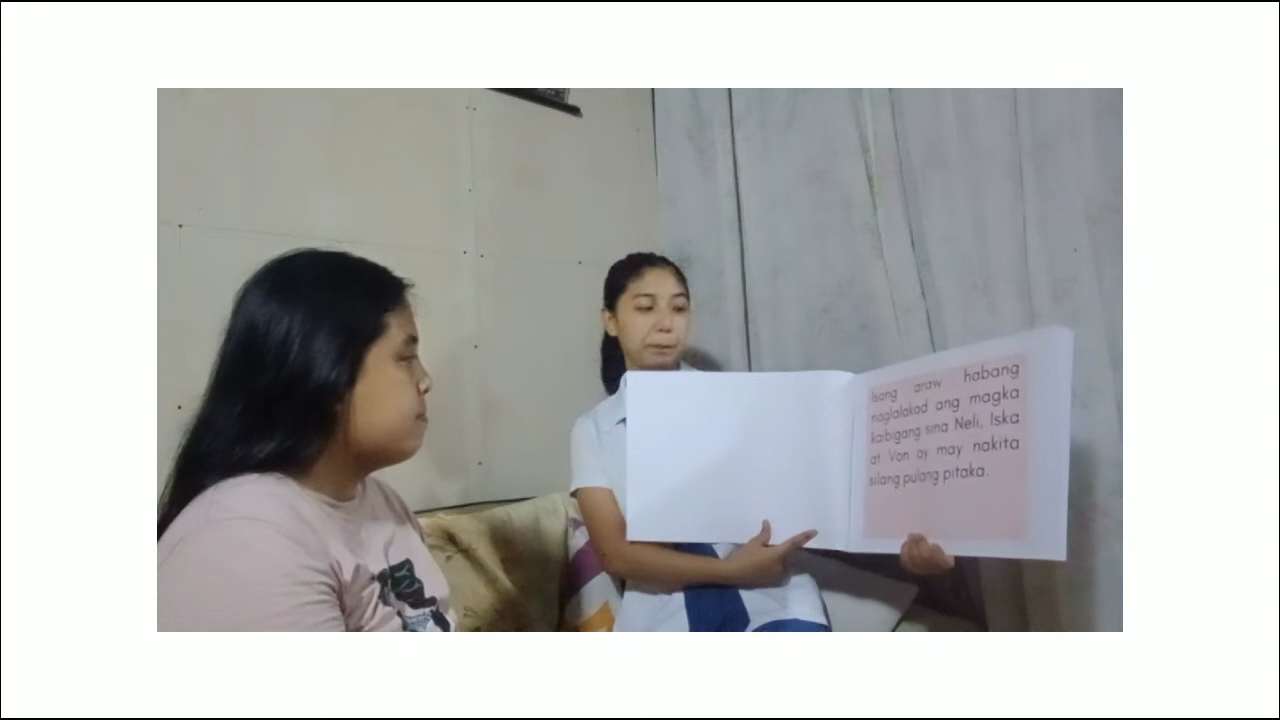 Isang araw habang
naglalakad ang magka
kaibigang sina Neli, Iska
at Von ay may nakita
silang pulang pitaka.